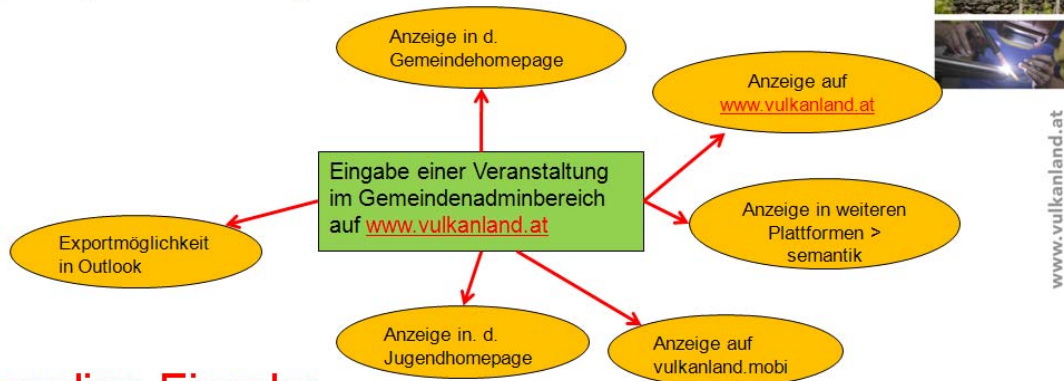 Anzeige in d.
Gemeindehomepage
Anzeige auf
www.vulkanland.at
Eingabe einer Veranstaltung
im Gemeindenadminbereich
auf www.vulkanland.at
Exportmöglichkeit
in Outlook
Anzeige in weiteren
Plattformen >
semantik
Anzeige in. d.
Jugendhomepage
Anzeige auf
vulkanland.mobi
www.vulkanland.at